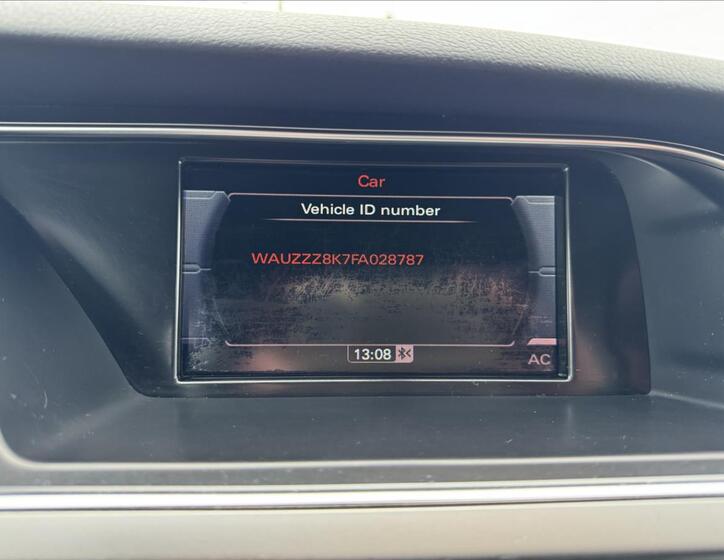 Car
Vehicle ID number
WAUZZZ8K7FA028787
13:08
AC